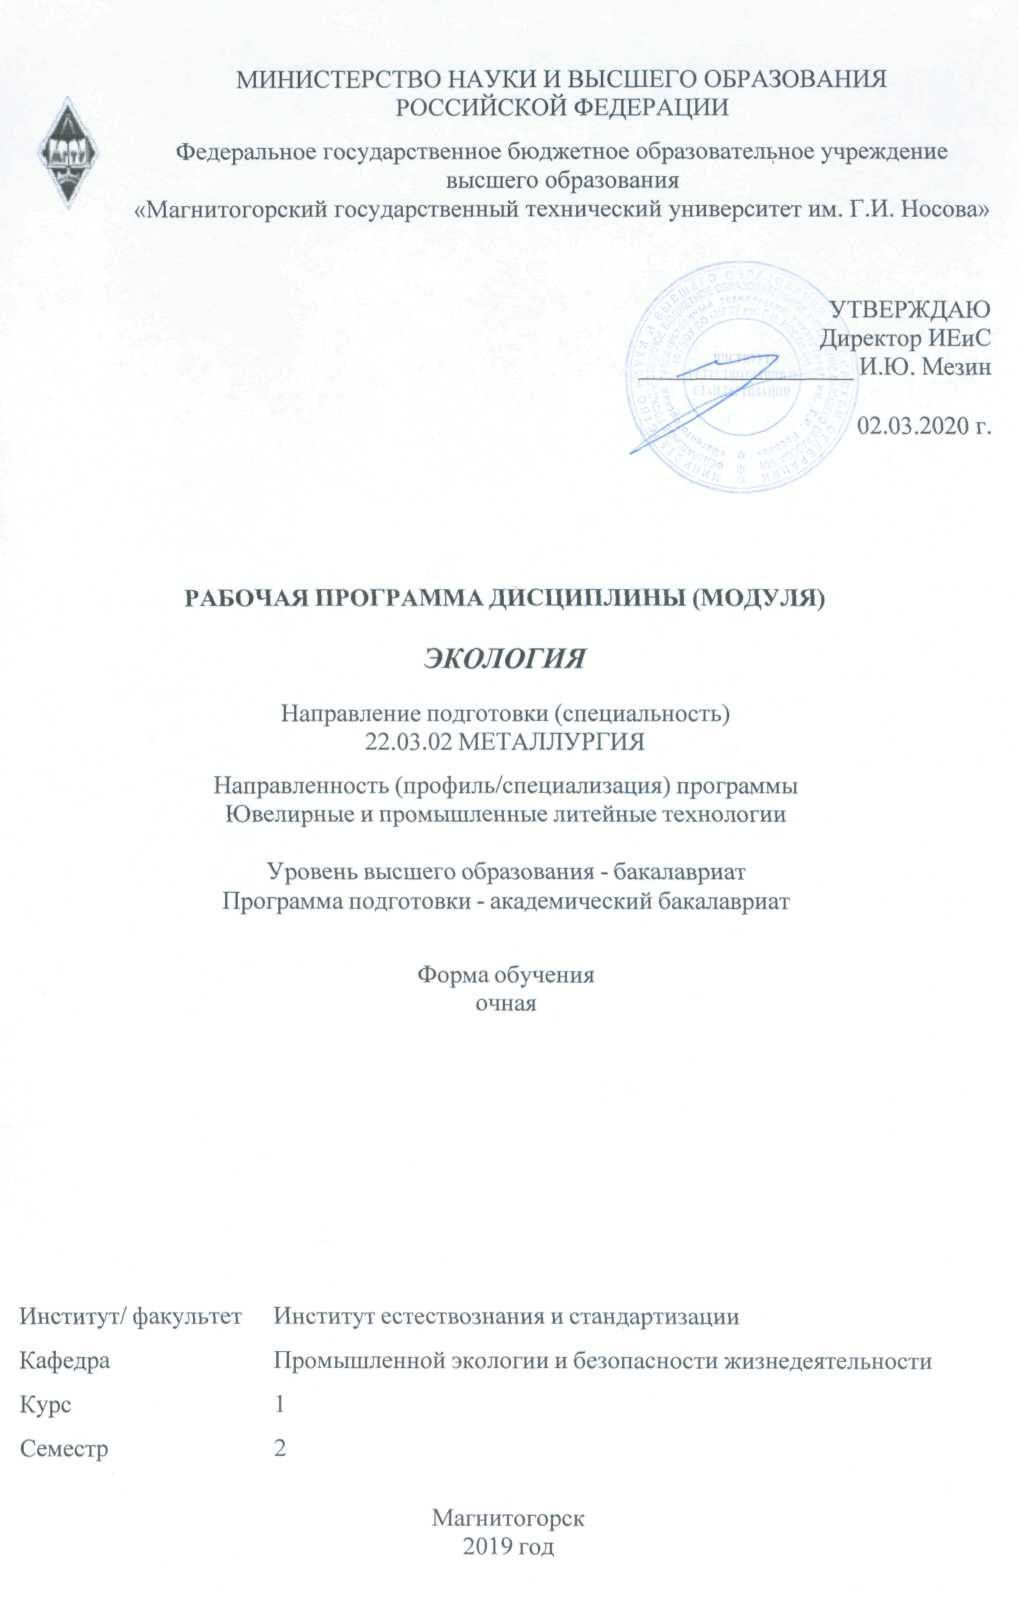 МИНИСТЕРСТВО НАУКИ И ВЫСШЕГО ОБРАЗОВАНИЯ
РОССИЙСКОЙ ФЕДЕРАЦИИ
Федеральное государственное бюджетное образовательное учреждение
высшего образования
«Магнитогорский государственный технический университет им. Г.И. Носова»
УТВЕРЖДАЮ
Директор ИЕиС
И.Ю. Мезин
02.03.2020 г.
РАБОЧАЯ ПРОГРАММА ДИСЦИПЛИНЫ (МОДУЛЯ)
ЭКОЛОГИЯ
Направление подготовки (специальность)
22.03.02 МЕТАЛЛУРГИЯ
Направленность (профиль/специализация) программы
Ювелирные и промышленные литейные технологии
Уровень высшего образования - бакалавриат
Программа подготовки - академический бакалавриат
Форма обучения
очная
Институт/ факультет Институт естествознания и стандартизации
Кафедра Промышленной экологии и безопасности жизнедеятельности
Курс 1
Семестр 2
Магнитогорск
2019 год